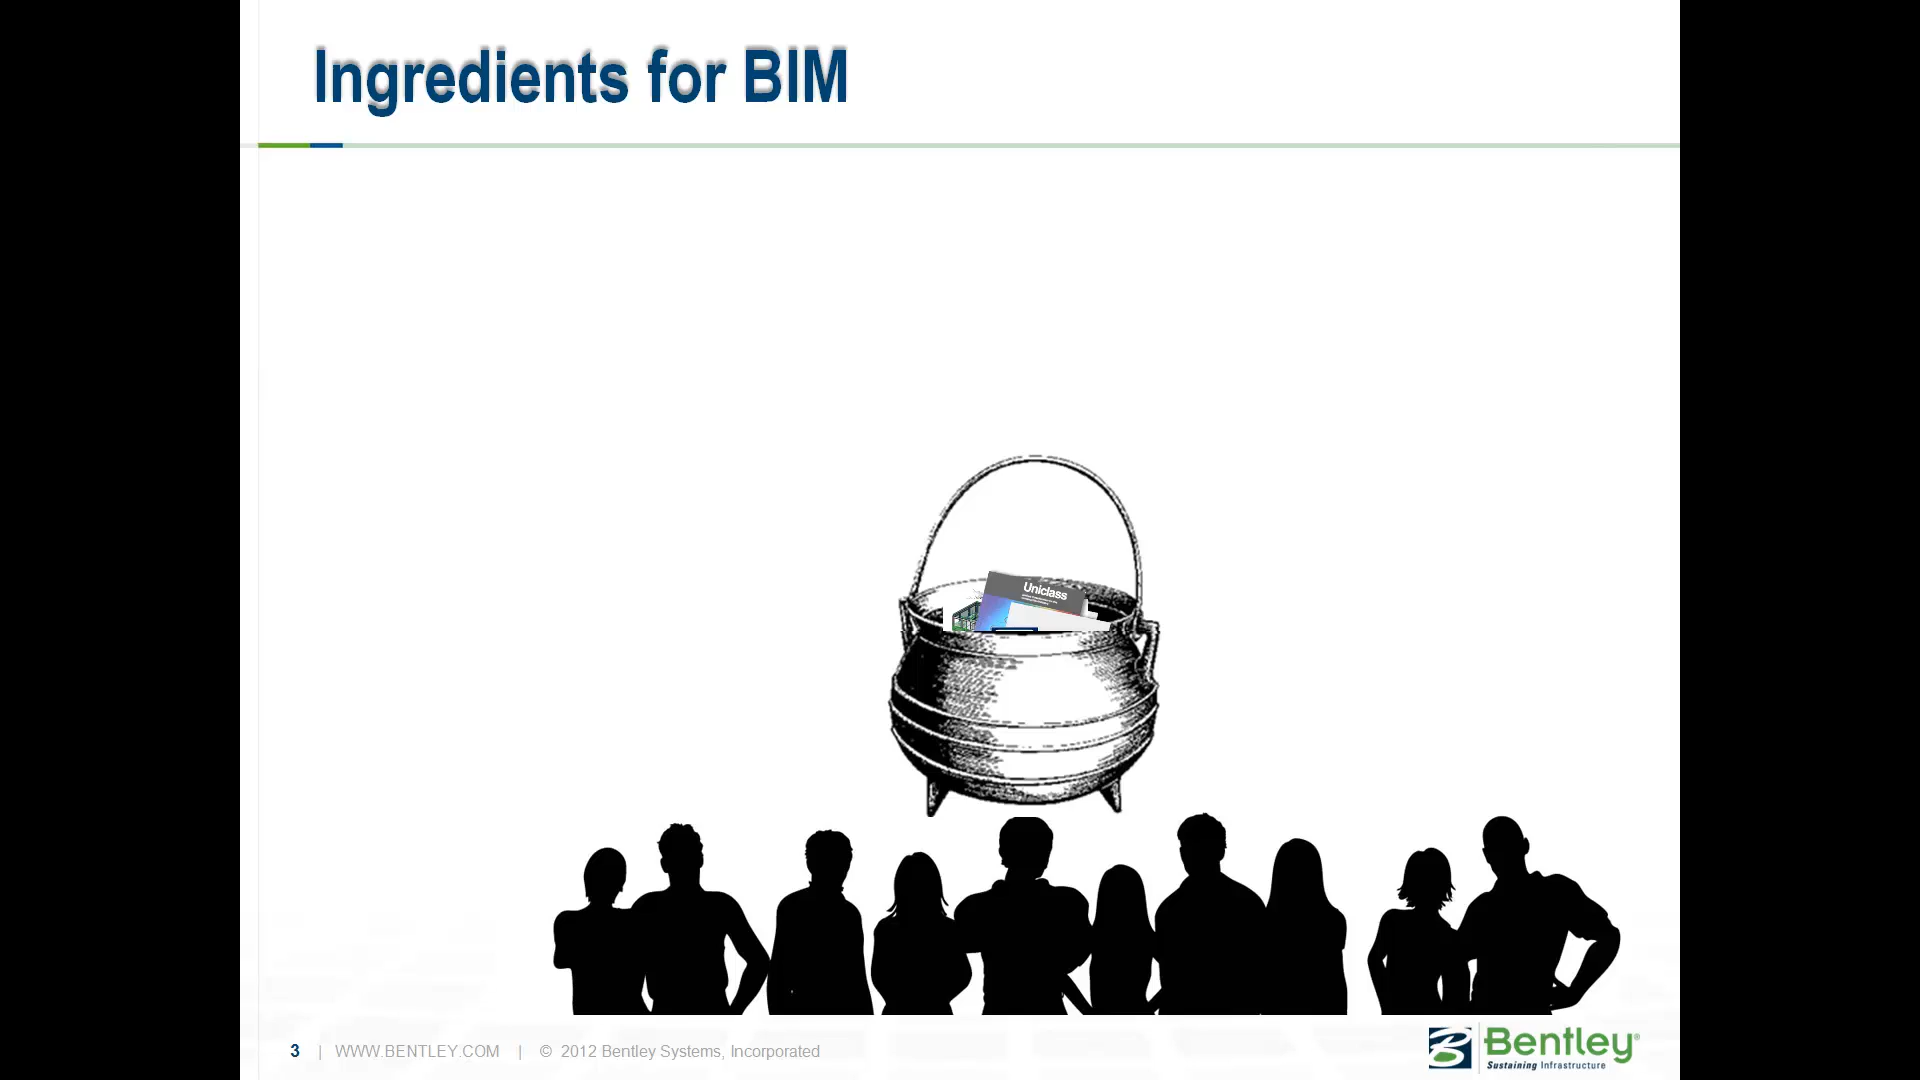 Ingredients for BIM
Uniclass
3 | WWW.BENTLEY.COM | © 2012 Bentley Systems, Incorporated
Bentley®
Sustaining Infrastructure